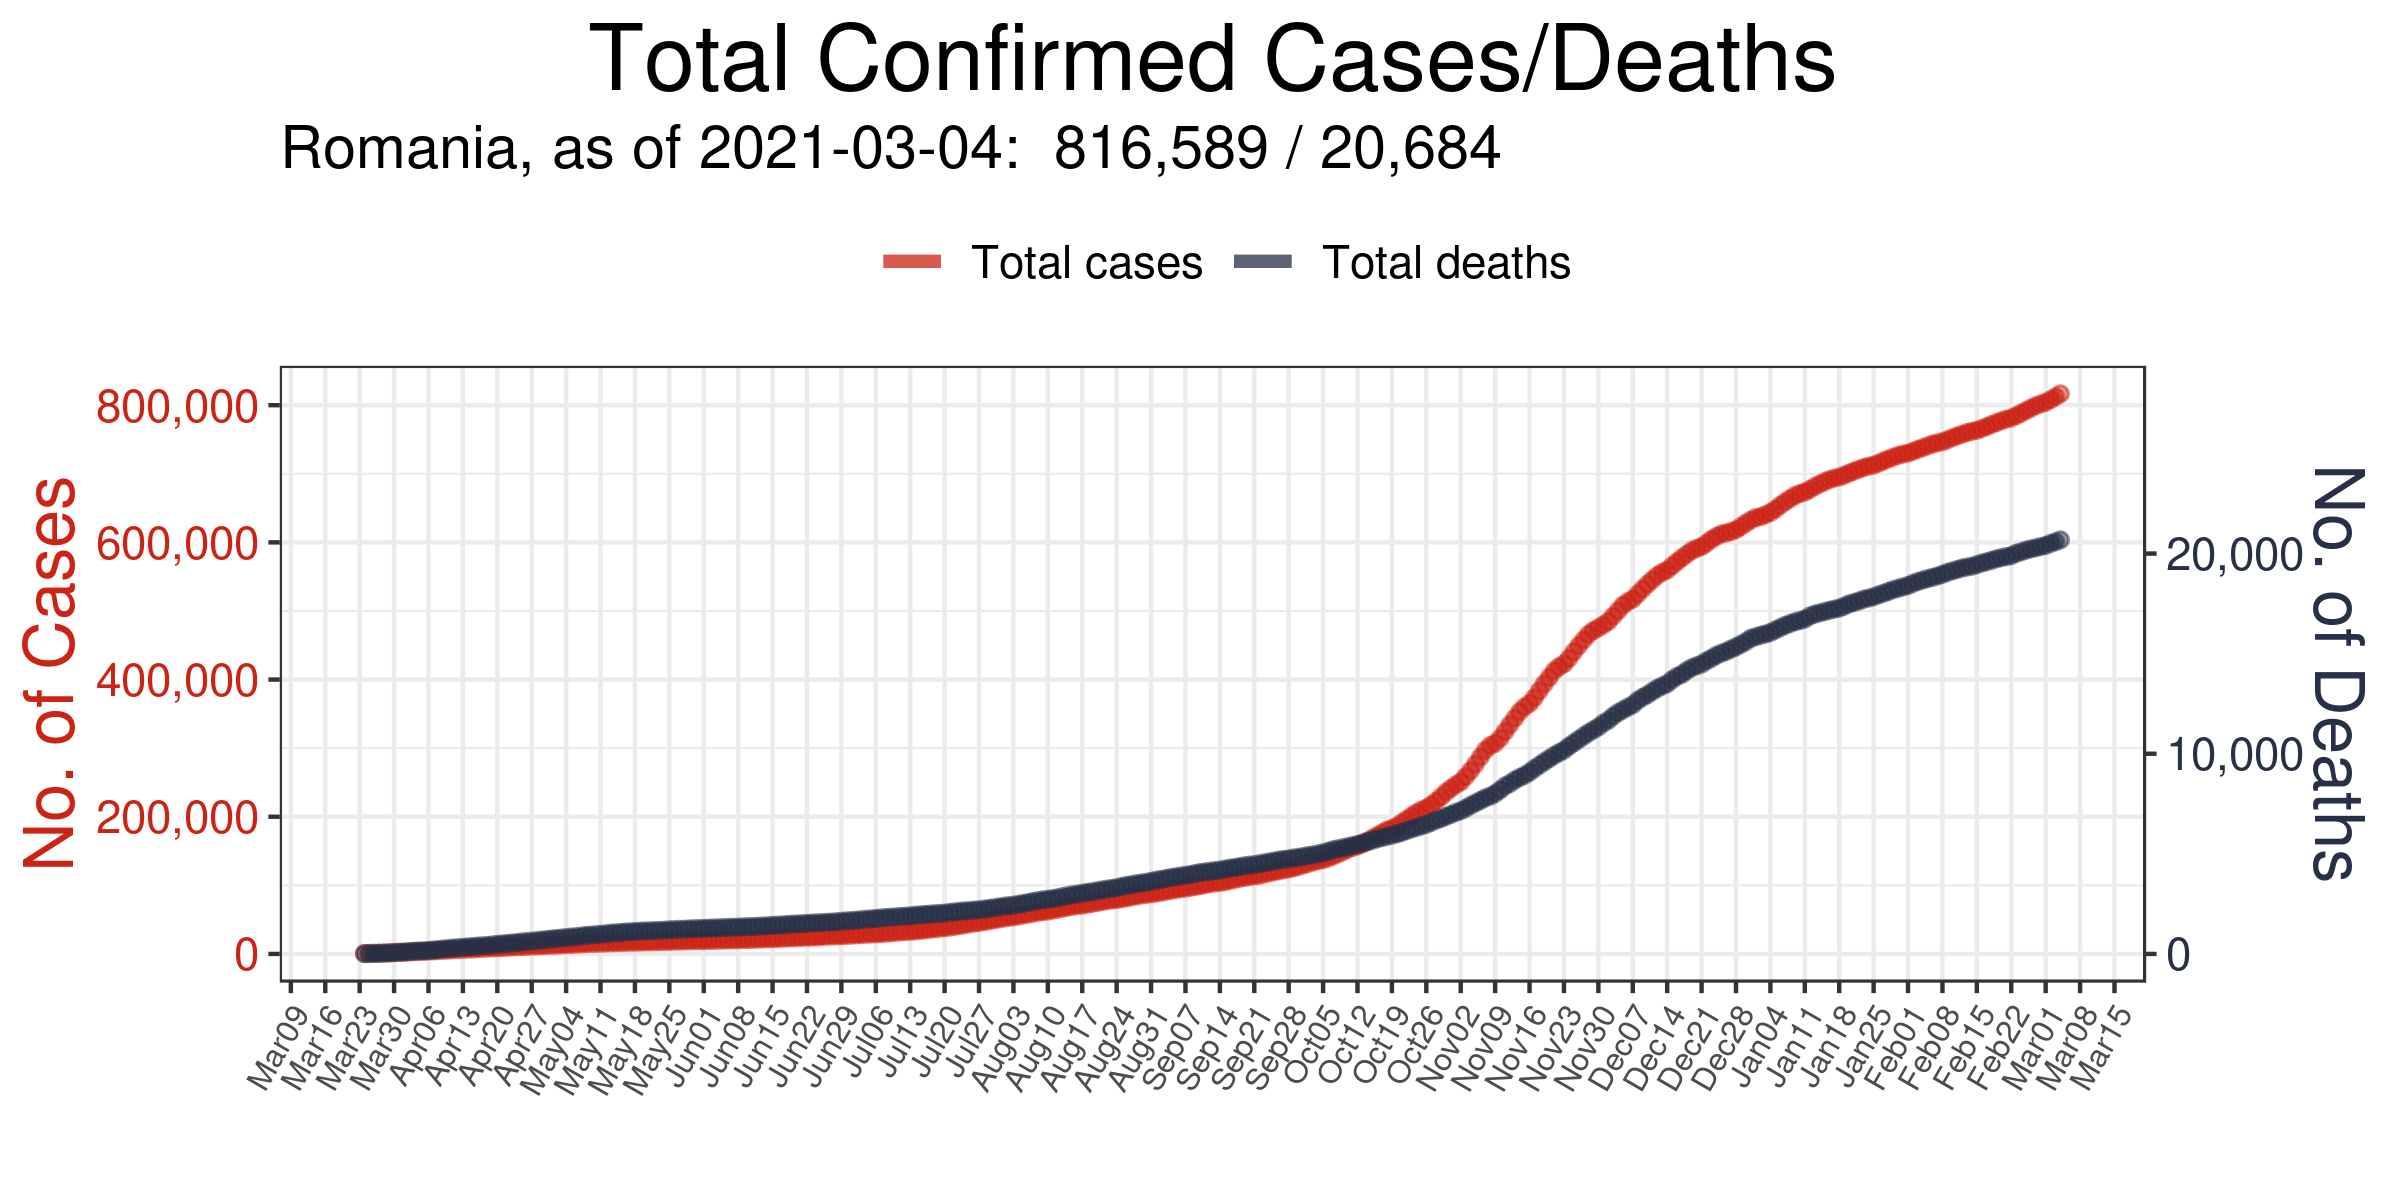 Total Confirmed Cases/Deaths
Romania, as of 2021-03-04:  816,589 / 20,684
Total cases
Total deaths
No. of Cases
800,000
600,000
400,000
200,000
0
20,000
10,000
0
No. of Deaths
Mar09
Mar16
Mar23
Mar30
Apr06
Apr13
Apr20
Apr27
May04
May11
May18
May25
Jun01
Jun08
Jun15
Jun22
Jun29
Jul06
Jul13
Jul20
Jul27
Aug03
Aug10
Aug17
Aug24
Aug31
Sep07
Sep14
Sep21
Sep28
Oct05
Oct12
Oct19
Oct26
Nov02
Nov09
Nov16
Nov23
Nov30
Dec07
Dec14
Dec21
Dec28
Jan04
Jan11
Jan18
Jan25
Feb01
Feb08
Feb15
Feb22
Mar01
Mar08
Mar15